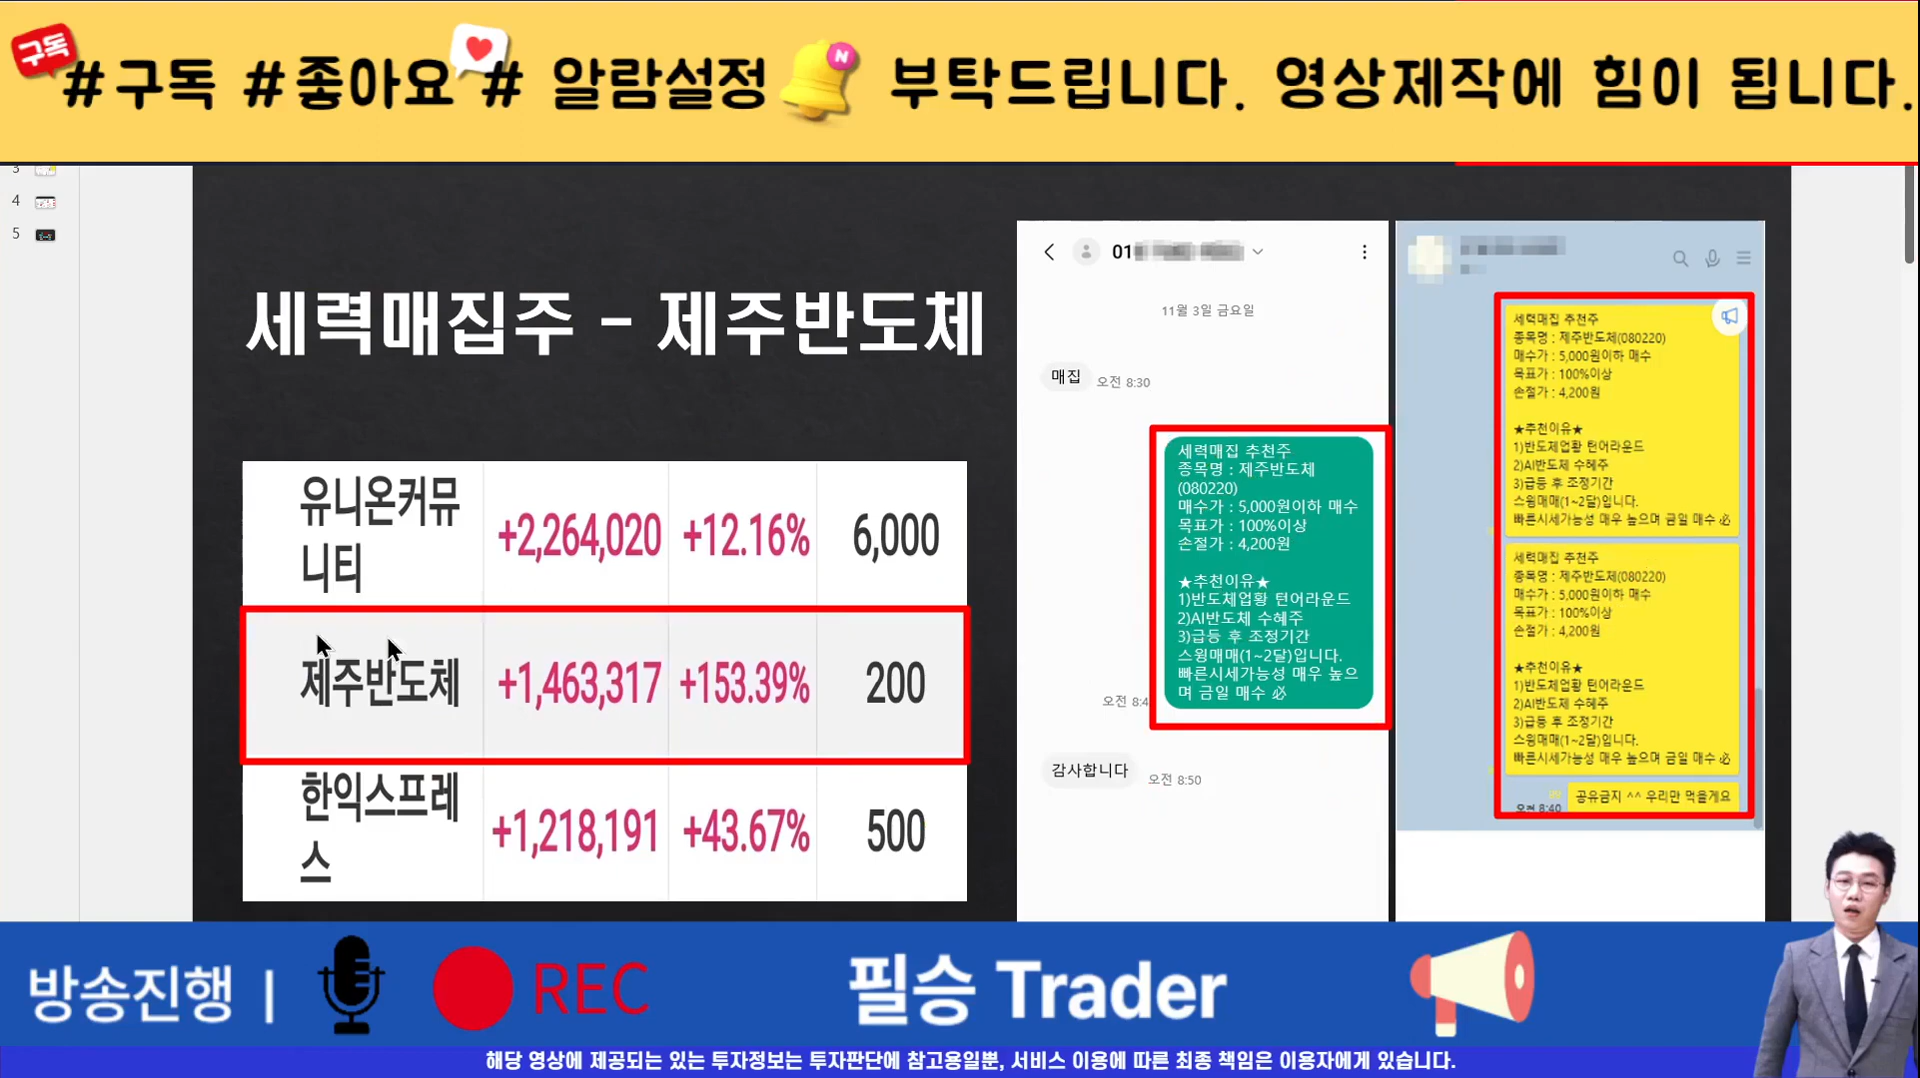 구독
#구독 #좋아요 # 알람설정 N 부탁드립니다. 영상제작에 힘이 됩니다.
3
4
5
세력매집주 - 제주반도체
유니온커뮤니티 +2,264,020 +12.16% 6,000
제주반도체 +1,463,317 +153.39% 200
한익스프레스 +1,218,191 +43.67% 500
01
11월 3일 금요일
매집 오전 8:30
세력매집 추천주
종목명 : 제주반도체
(080220)
매수가 : 5,000원이하 매수
목표가 : 100%이상
손절가 : 4,200원
★추천이유★
1)반도체업황 턴어라운드
2)AI반도체 수혜주
3)급등 후 조정기간
스윙매매(1~2달)입니다.
빠른시세가능성 매우 높으
며 금일 매수 必
오전 8:4
감사합니다 오전 8:50
세력매집 추천주
종목명 : 제주반도체(080220)
매수가 : 5,000원이하 매수
목표가 : 100%이상
손절가 : 4,200원
★추천이유★
1)반도체업황 턴어라운드
2)AI반도체 수혜주
3)급등 후 조정기간
스윙매매(1~2달)입니다.
빠른시세가능성 매우 높으며 금일 매수 必
세력매집 추천주
종목명 : 제주반도체(080220)
매수가 : 5,000원이하 매수
목표가 : 100%이상
손절가 : 4,200원
★추천이유★
1)반도체업황 턴어라운드
2)AI반도체 수혜주
3)급등 후 조정기간
스윙매매(1~2달)입니다.
빠른시세가능성 매우 높으며 금일 매수 必
오전 8:40 공유금지 ^^ 우리만 먹을게요
방송진행 | REC 필승 Trader
해당 영상에 제공되는 있는 투자정보는 투자판단에 참고용일뿐, 서비스 이용에 따른 최종 책임은 이용자에게 있습니다.